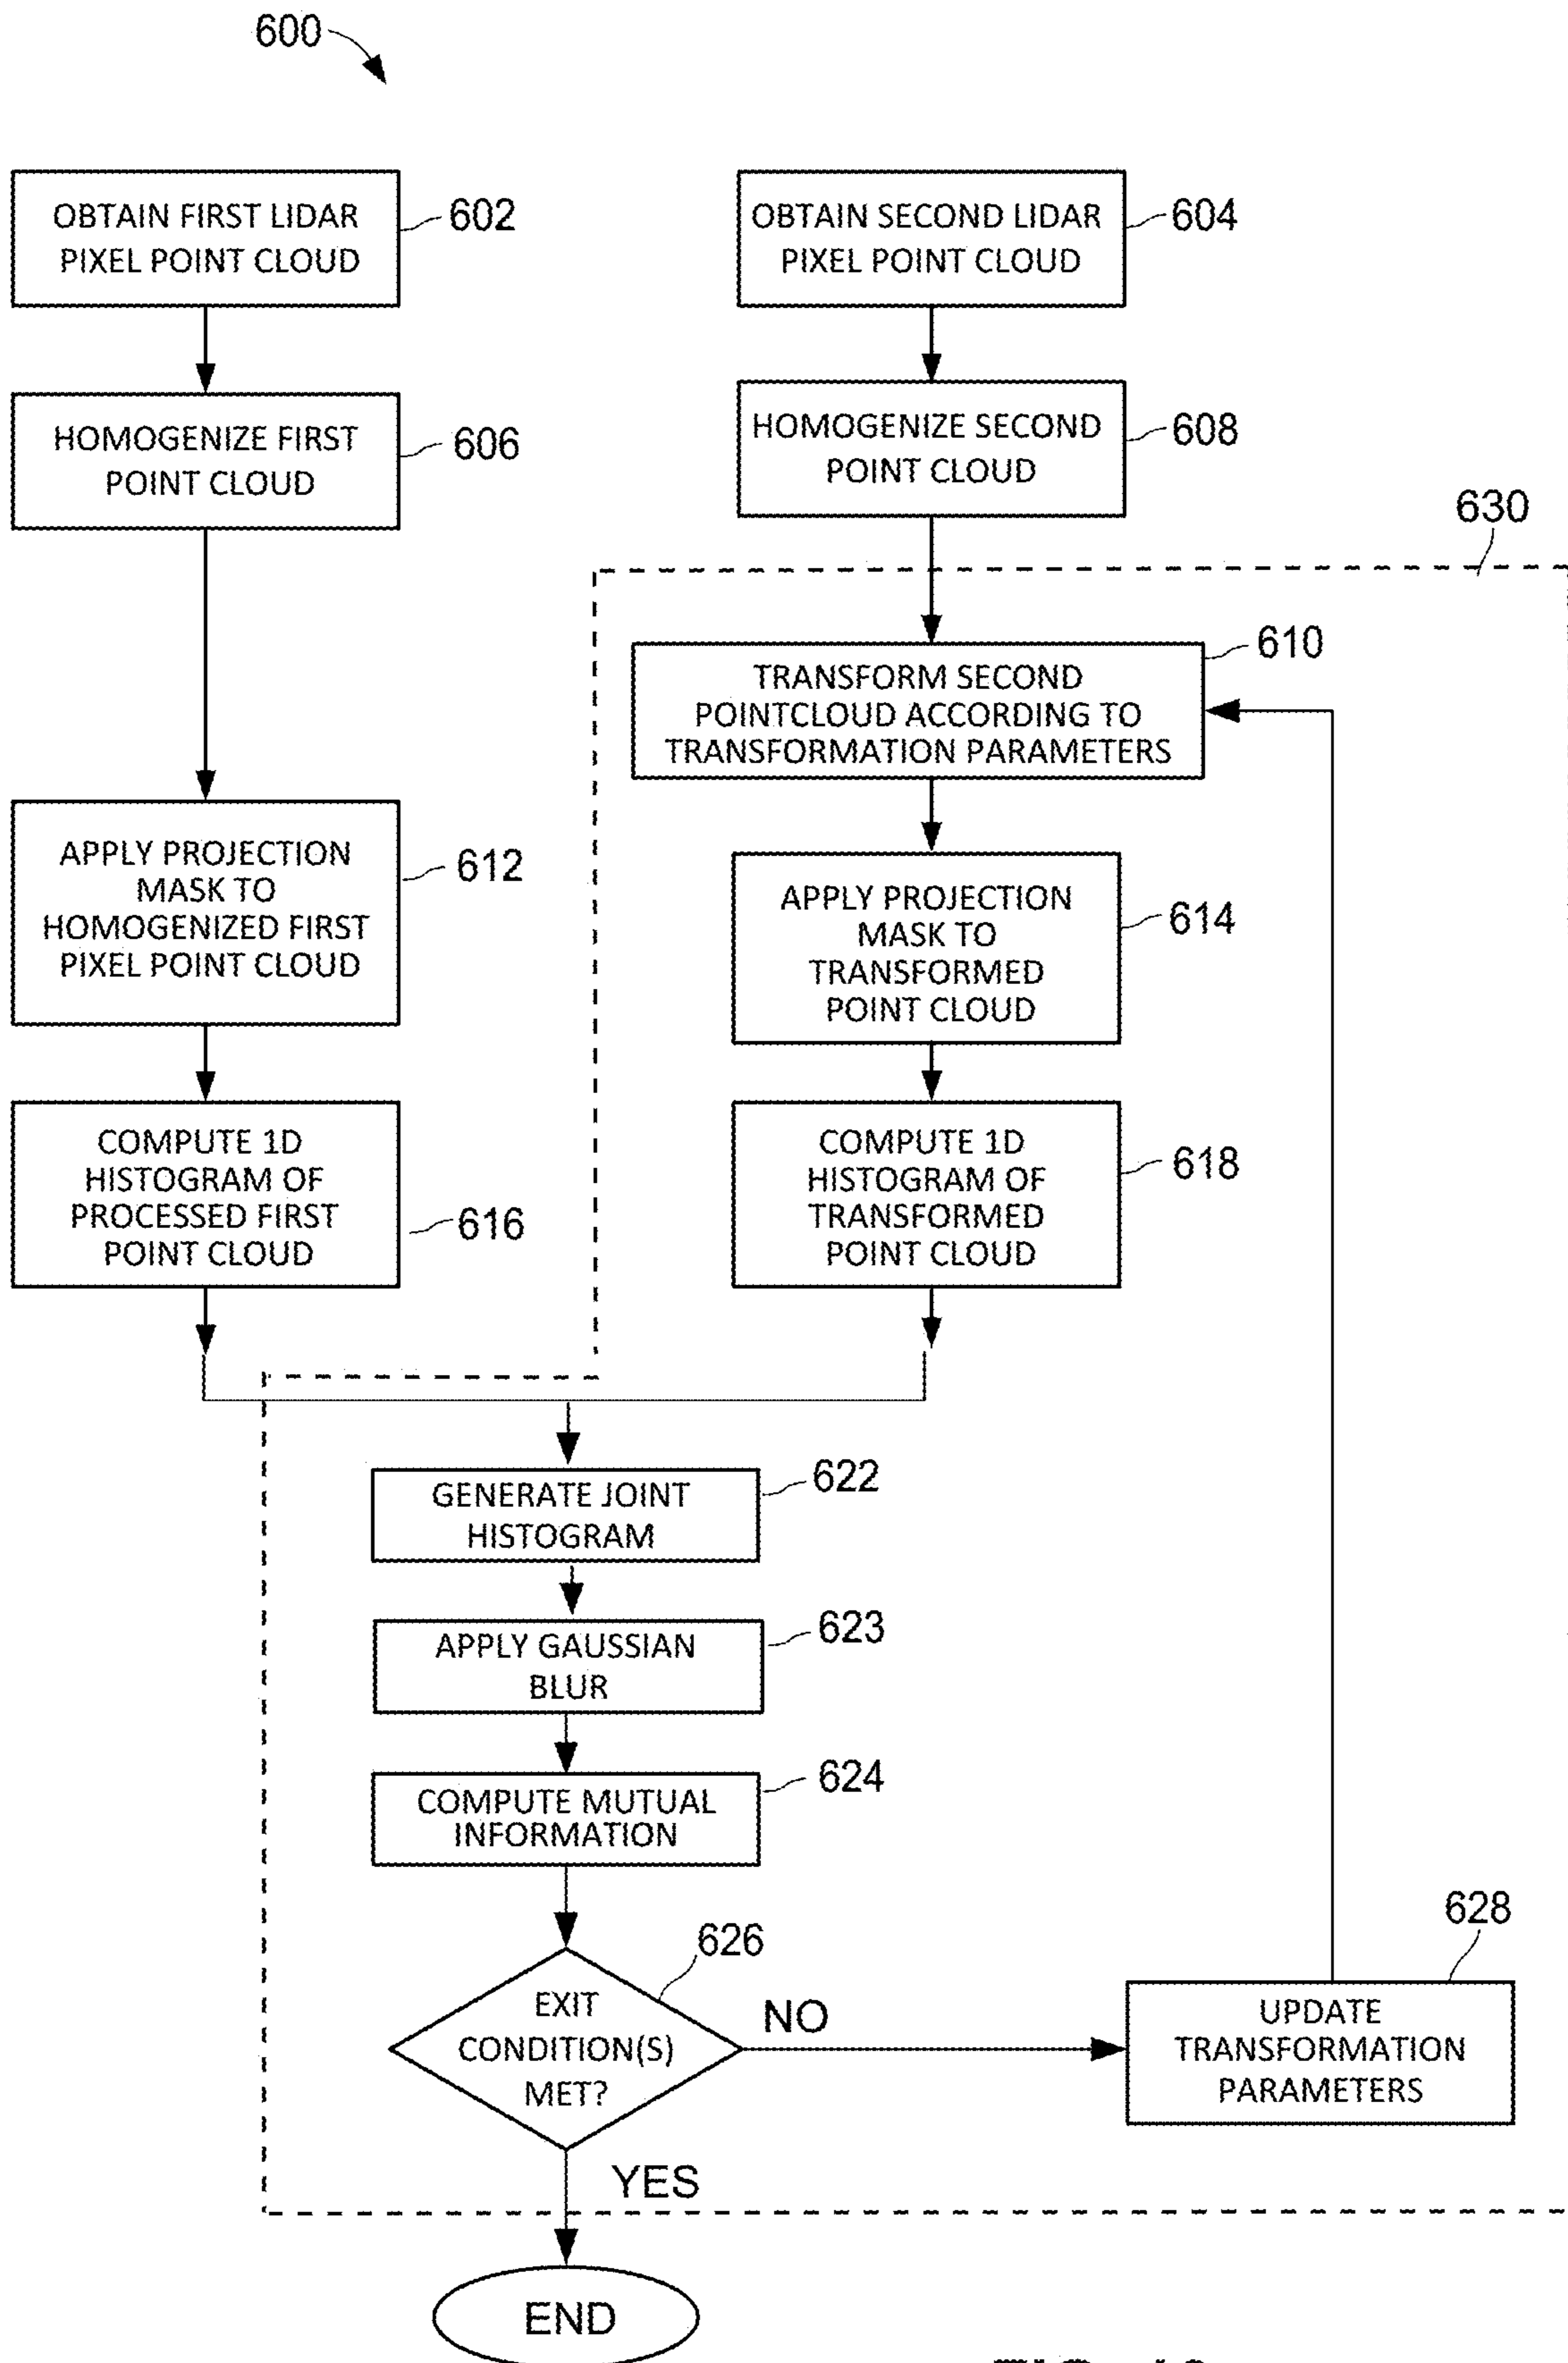 600
OBTAIN FIRST LIDAR
PIXEL POINT CLOUD
602
OBTAIN SECOND LIDAR
PIXEL POINT CLOUD
604
HOMOGENIZE FIRST
POINT CLOUD
606
HOMOGENIZE SECOND
POINT CLOUD
608
630
TRANSFORM SECOND
POINTCLOUD ACCORDING TO
TRANSFORMATION PARAMETERS
610
APPLY PROJECTION
MASK TO
HOMOGENIZED FIRST
PIXEL POINT CLOUD
612
APPLY PROJECTION
MASK TO
TRANSFORMED
POINT CLOUD
614
COMPUTE 1D
HISTOGRAM OF
PROCESSED FIRST
POINT CLOUD
616
COMPUTE 1D
HISTOGRAM OF
TRANSFORMED
POINT CLOUD
618
GENERATE JOINT
HISTOGRAM
622
APPLY GAUSSIAN
BLUR
623
COMPUTE MUTUAL
INFORMATION
624
EXIT
CONDITION(S)
MET?
626
NO
UPDATE
TRANSFORMATION
PARAMETERS
628
YES
END